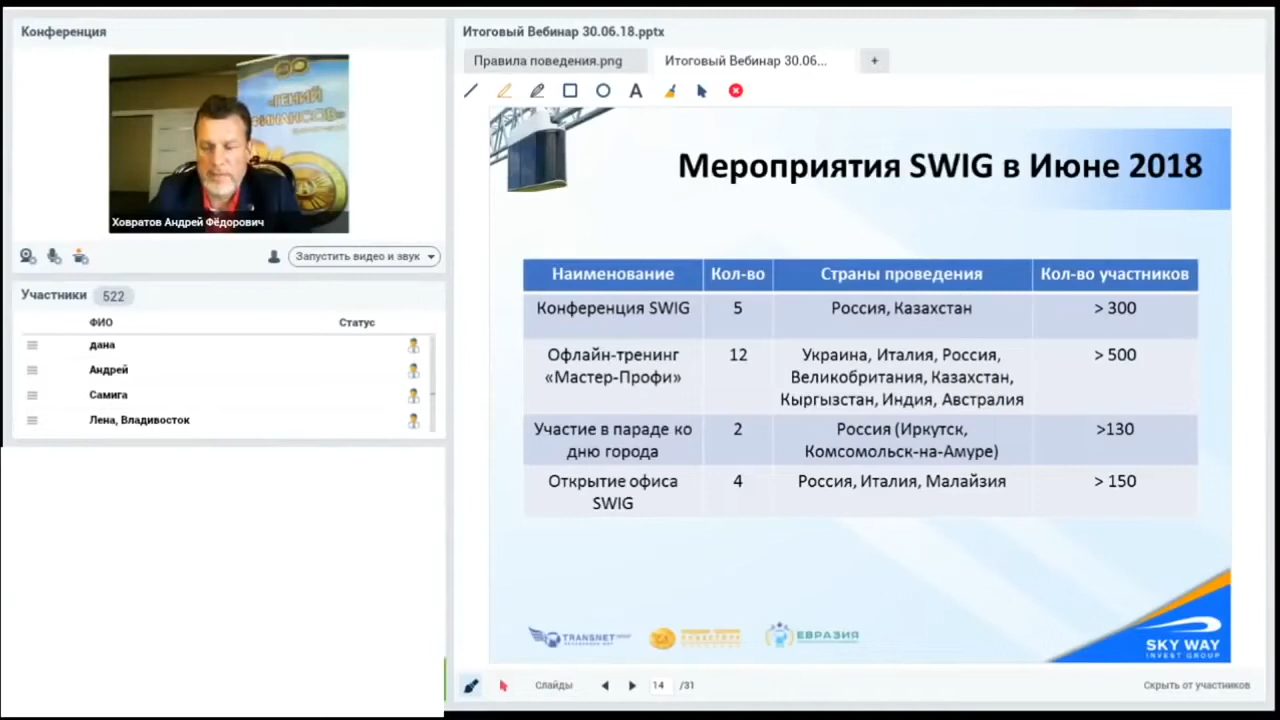 Конференция
«ГЕНИЙ
ФИНАНСОВ»
Ховратов Андрей Фёдорович
Запустить видео и звук
Участники 522
ФИО Статус
дана
Андрей
Самига
Лена, Владивосток
Итоговый Вебинар 30.06.18.pptx
Правила поведения.png Итоговый Вебинар 30.06... +
A
Мероприятия SWIG в Июне 2018
Наименование Кол-во Страны проведения Кол-во участников
Конференция SWIG 5 Россия, Казахстан > 300
Офлайн-тренинг 12 Украина, Италия, Россия, > 500
«Мастер-Профи» Великобритания, Казахстан,
Кыргызстан, Индия, Австралия
Участие в параде ко 2 Россия (Иркутск, >130
дню города Комсомольск-на-Амуре)
Открытие офиса 4 Россия, Италия, Малайзия > 150
SWIG
TRANSNET
ЕВРАЗИЯ
SKY WAY
INVEST GROUP
Слайды 14 /31
Скрыть от участников